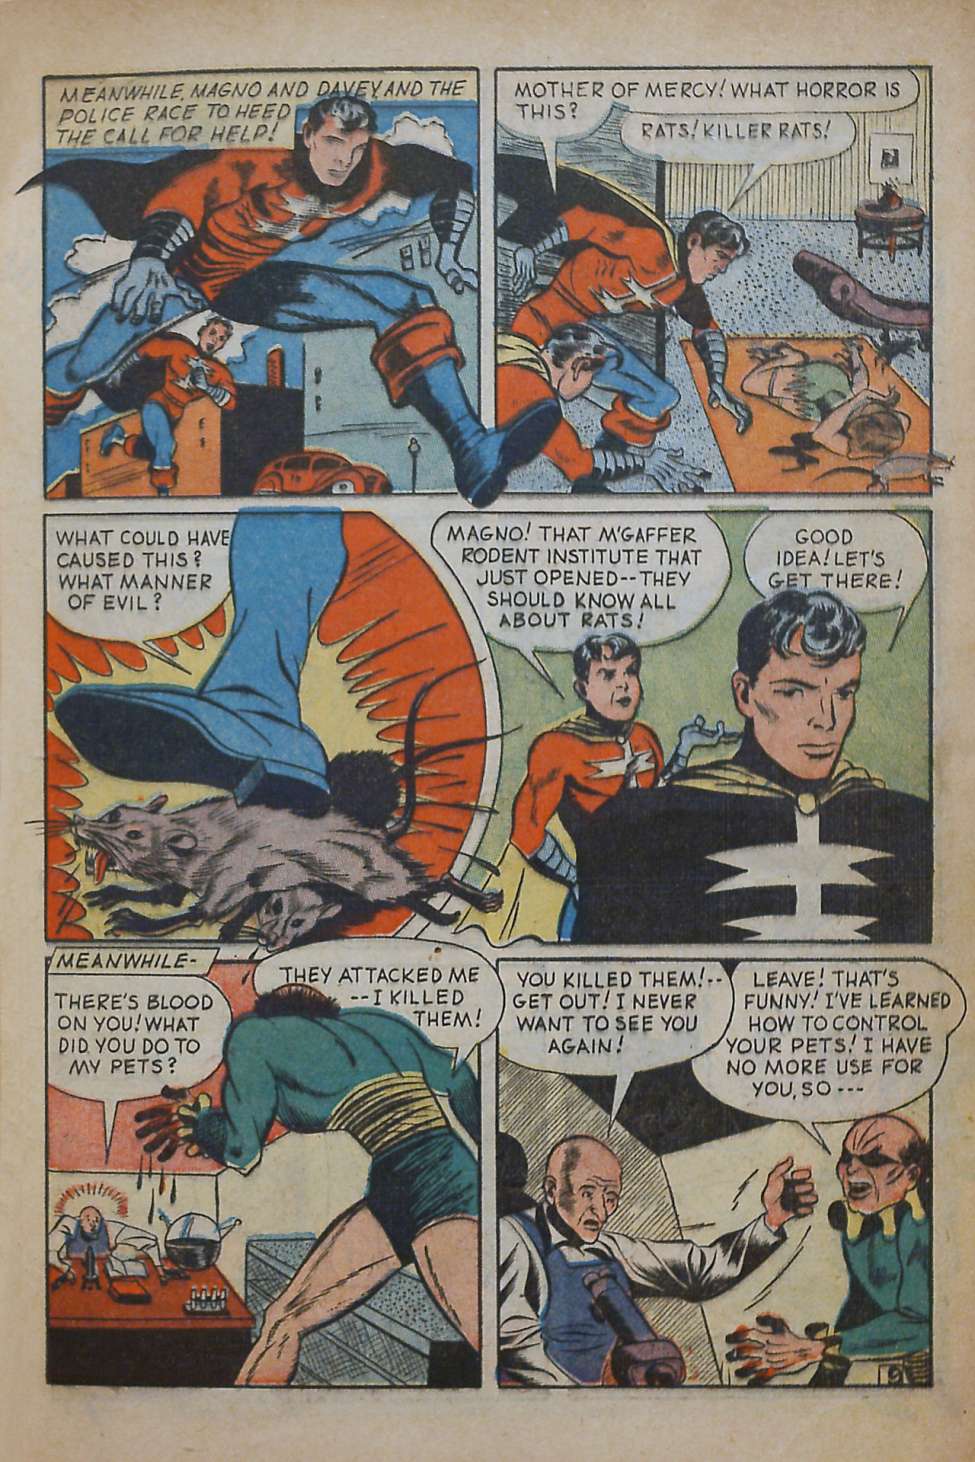 MEANWHILE, MAGNO AND DAVEY AND THE
POLICE RACE TO HEED
THE CALL FOR HELP!
MOTHER OF MERCY! WHAT HORROR IS
THIS?
RATS! KILLER RATS!
WHAT COULD HAVE
CAUSED THIS?
WHAT MANNER
OF EVIL?
MAGNO! THAT M'GAFFER
RODENT INSTITUTE THAT
JUST OPENED--THEY
SHOULD KNOW ALL
ABOUT RATS!
GOOD
IDEA! LET'S
GET THERE!
MEANWHILE-
THERE'S BLOOD
ON YOU! WHAT
DID YOU DO TO
MY PETS?
THEY ATTACKED ME
--I KILLED
THEM!
YOU KILLED THEM!--
GET OUT! I NEVER
WANT TO SEE YOU
AGAIN!
LEAVE! THAT'S
FUNNY! I'VE LEARNED
HOW TO CONTROL
YOUR PETS! I HAVE
NO MORE USE FOR
YOU, SO ---
9